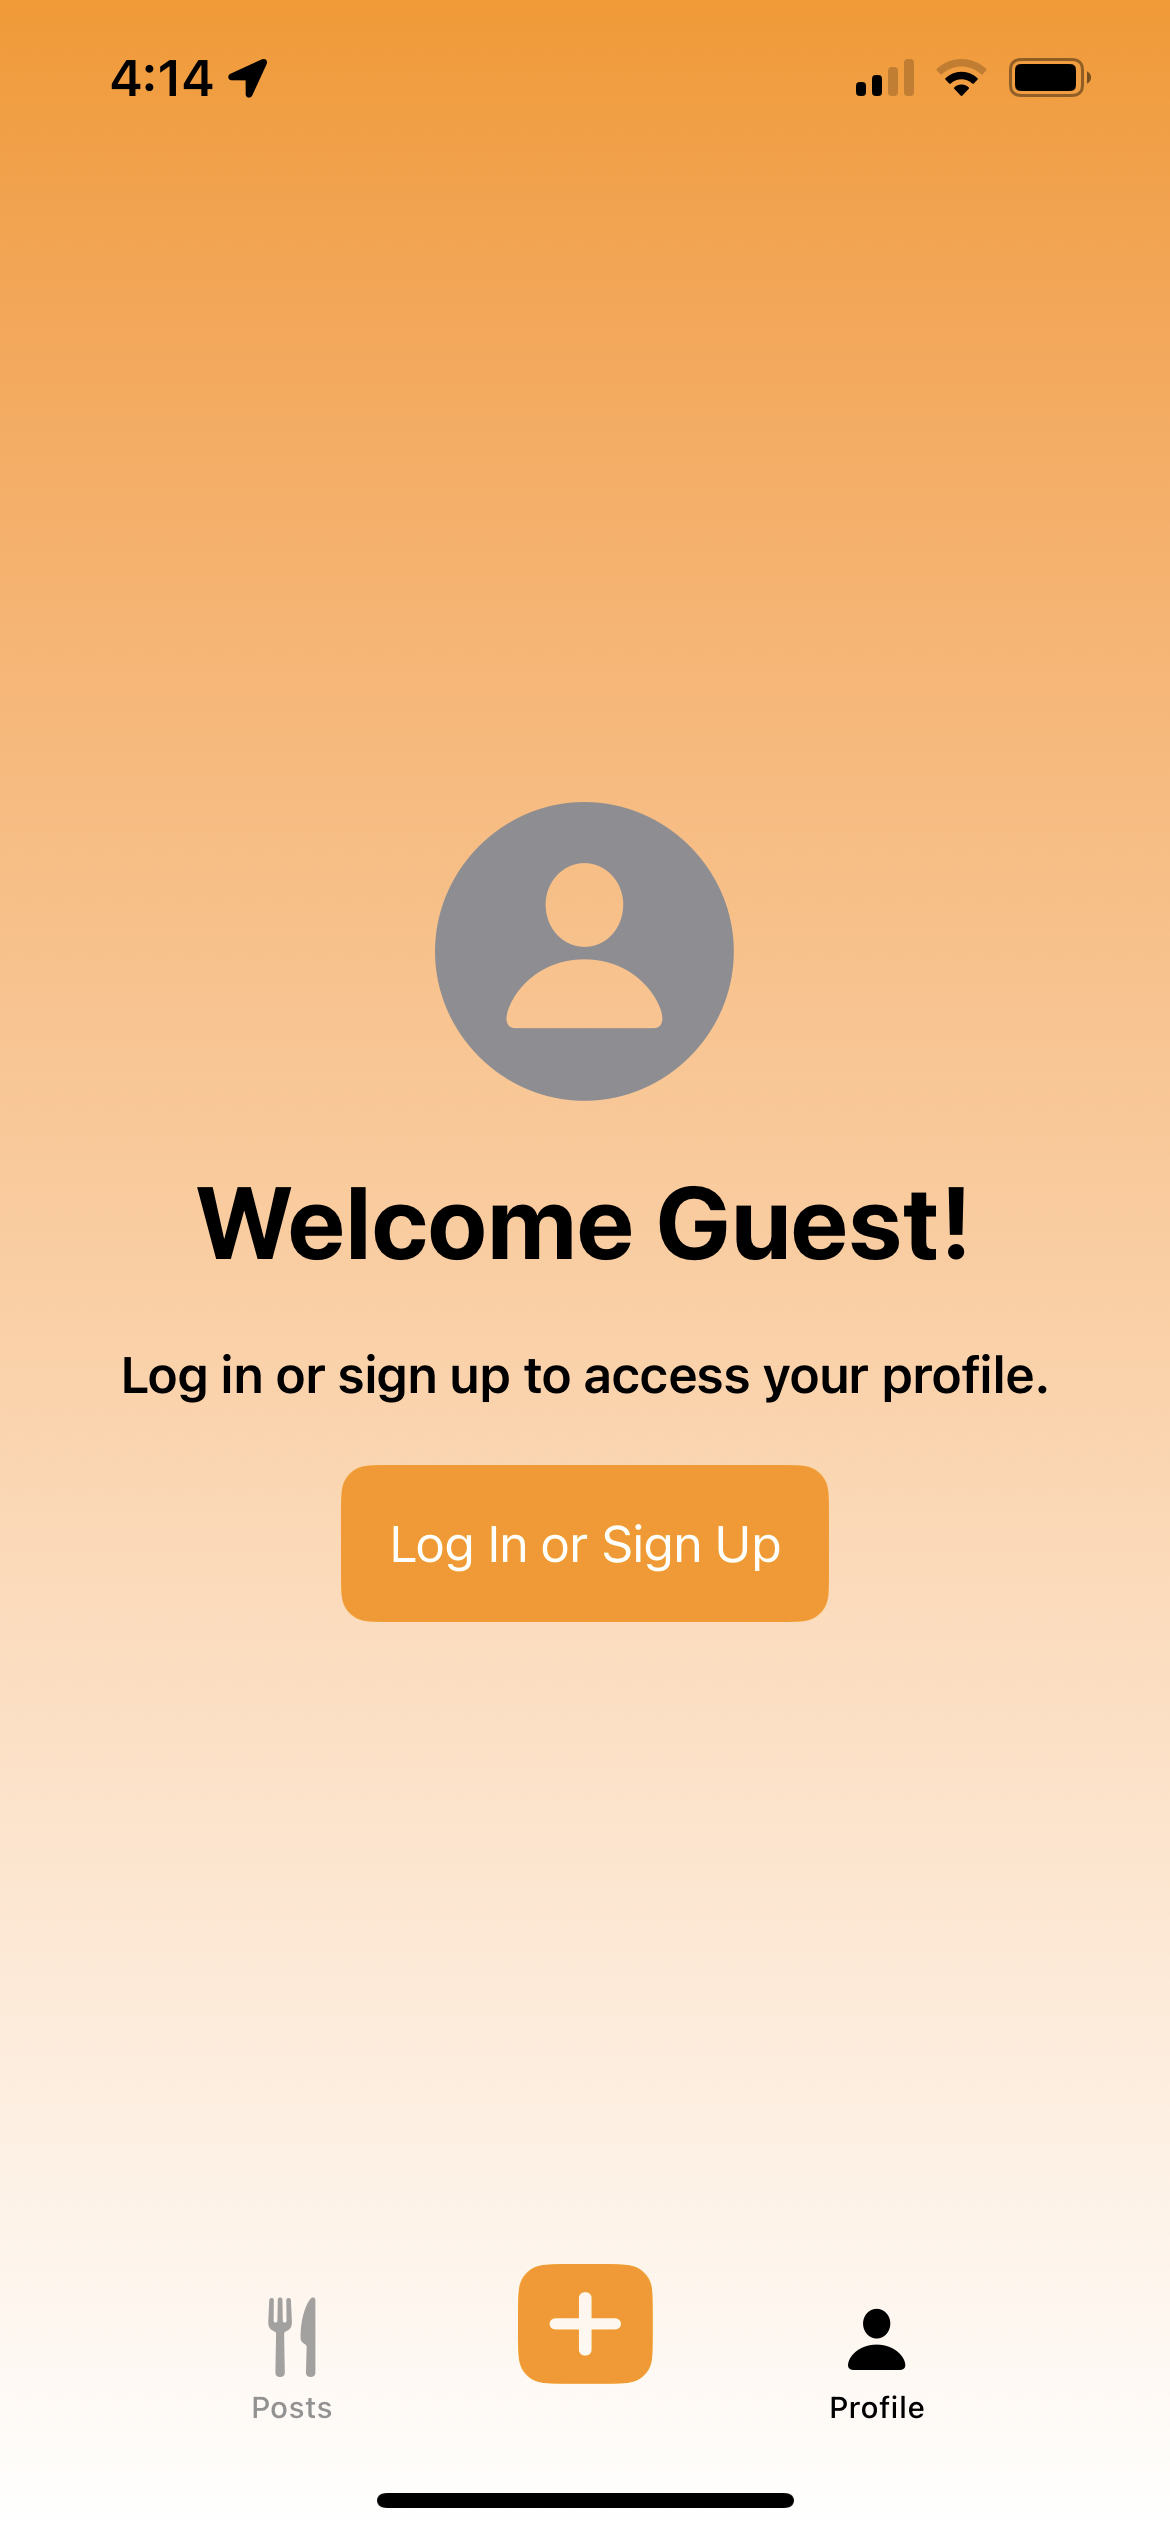 4:14
Welcome Guest!
Log in or sign up to access your profile.
Log In or Sign Up
Posts
Profile